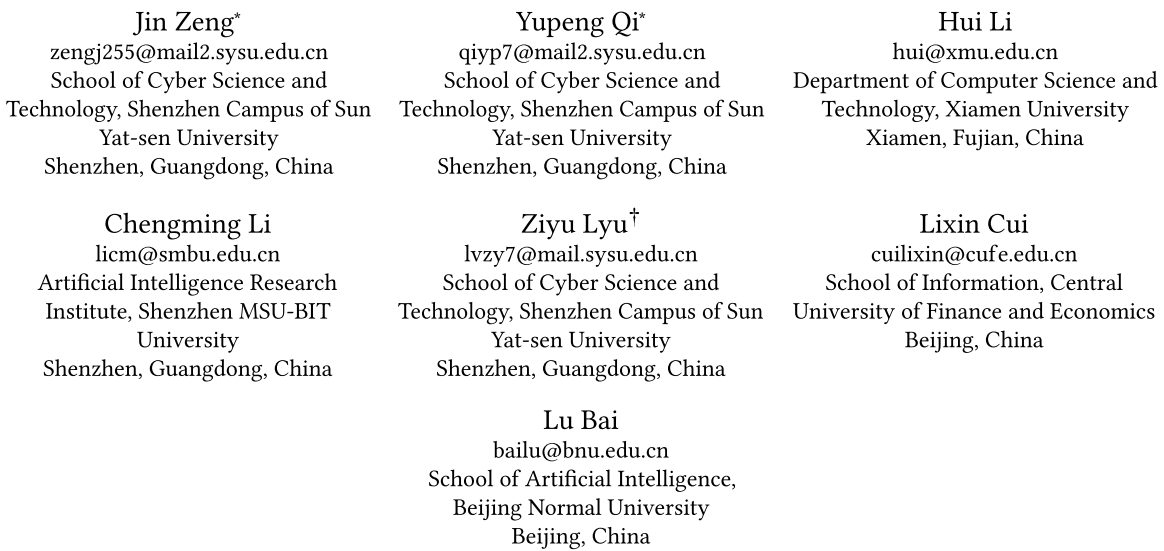 Jin Zeng*
zengj255@mail2.sysu.edu.cn
School of Cyber Science and
Technology, Shenzhen Campus of Sun
Yat-sen University
Shenzhen, Guangdong, China
Yupeng Qi*
qiyp7@mail2.sysu.edu.cn
School of Cyber Science and
Technology, Shenzhen Campus of Sun
Yat-sen University
Shenzhen, Guangdong, China
Hui Li
hui@xmu.edu.cn
Department of Computer Science and
Technology, Xiamen University
Xiamen, Fujian, China
Chengming Li
licm@smbu.edu.cn
Artificial Intelligence Research
Institute, Shenzhen MSU-BIT
University
Shenzhen, Guangdong, China
Ziyu Lyu†
lvzy7@mail.sysu.edu.cn
School of Cyber Science and
Technology, Shenzhen Campus of Sun
Yat-sen University
Shenzhen, Guangdong, China
Lixin Cui
cuilixin@cufe.edu.cn
School of Information, Central
University of Finance and Economics
Beijing, China
Lu Bai
bailu@bnu.edu.cn
School of Artificial Intelligence,
Beijing Normal University
Beijing, China